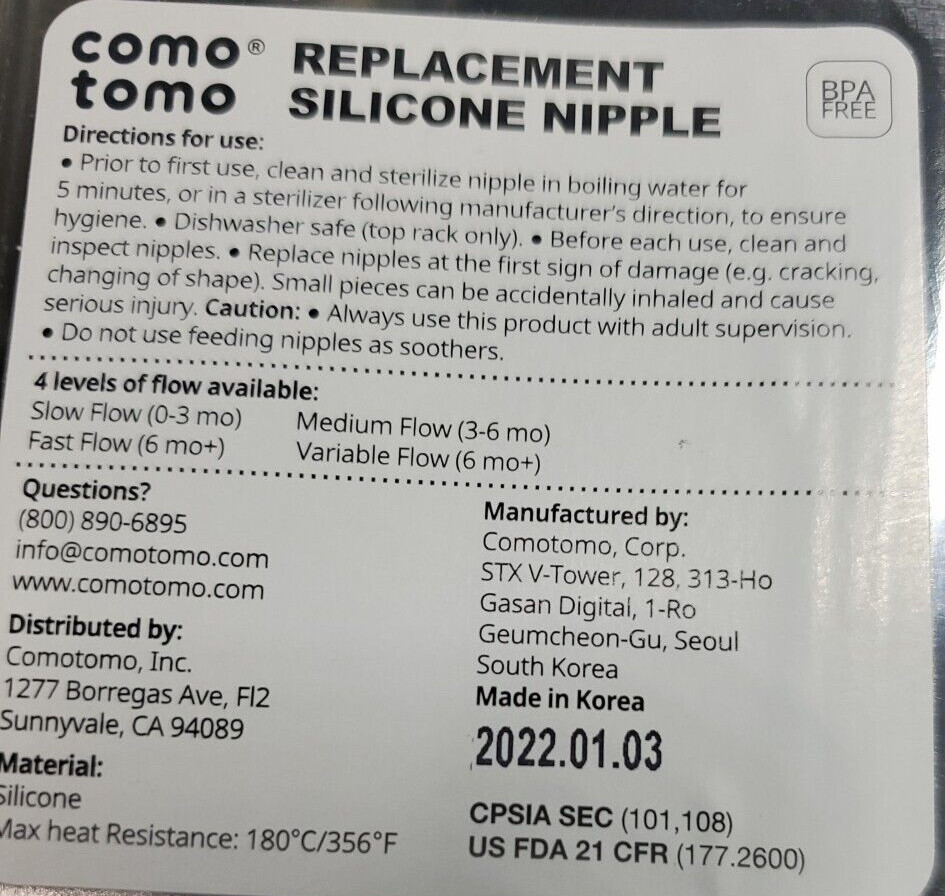 como®
tomo
REPLACEMENT
SILICONE NIPPLE
BPA
FREE
Directions for use:
• Prior to first use, clean and sterilize nipple in boiling water for
5 minutes, or in a sterilizer following manufacturer's direction, to ensure
hygiene. • Dishwasher safe (top rack only). • Before each use, clean and
inspect nipples. • Replace nipples at the first sign of damage (e.g. cracking,
changing of shape). Small pieces can be accidentally inhaled and cause
serious injury. Caution: • Always use this product with adult supervision.
• Do not use feeding nipples as soothers.
4 levels of flow available:
Slow Flow (0-3 mo) Medium Flow (3-6 mo)
Fast Flow (6 mo+) Variable Flow (6 mo+)
Questions?
(800) 890-6895
info@comotomo.com
www.comotomo.com
Distributed by:
Comotomo, Inc.
1277 Borregas Ave, Fl2
Sunnyvale, CA 94089
Material:
Silicone
Max heat Resistance: 180°C/356°F
Manufactured by:
Comotomo, Corp.
STX V-Tower, 128, 313-Ho
Gasan Digital, 1-Ro
Geumcheon-Gu, Seoul
South Korea
Made in Korea
2022.01.03
CPSIA SEC (101,108)
US FDA 21 CFR (177.2600)